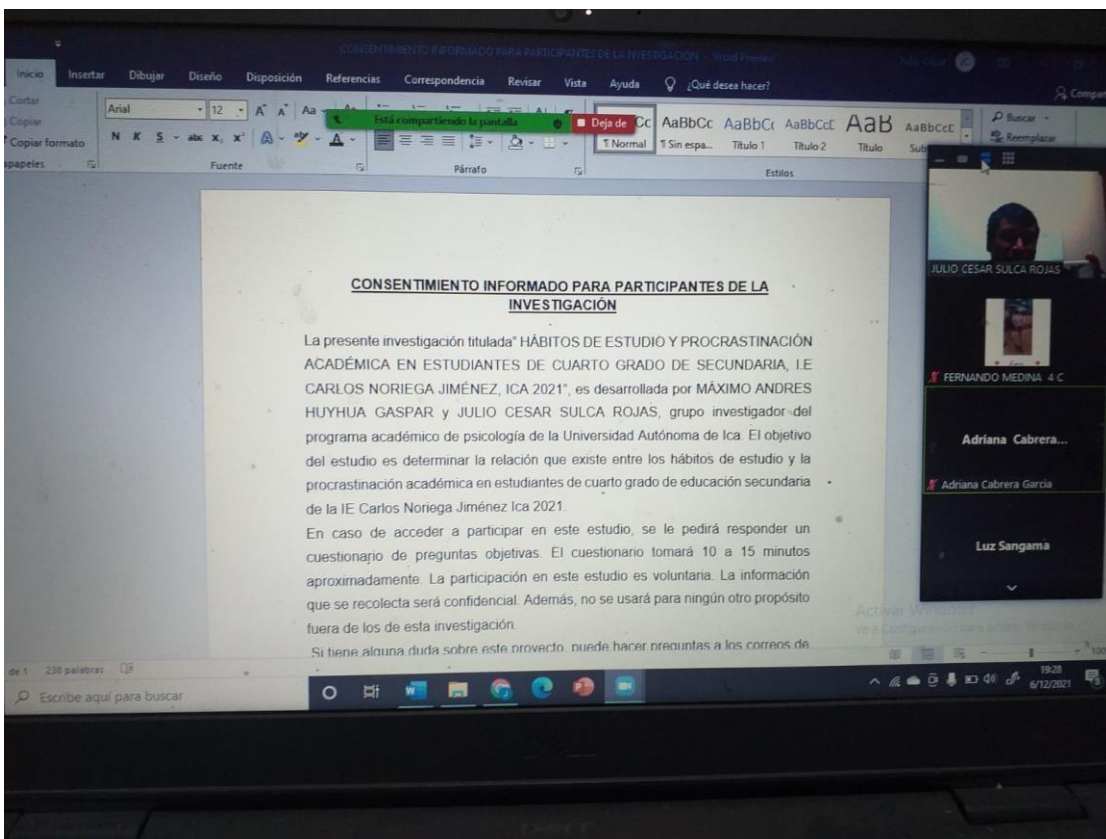 CONSENTIMIENTO INFORMADO PARA PARTICIPANTES DE LA INVESTIGACIÓN - Word Preview
Julio Cesar
Inicio Insertar Dibujar Diseño Disposición Referencias Correspondencia Revisar Vista Ayuda ¿Qué desea hacer?
Compar
Cortar
Copiar
Copiar formato
Arial 12
Está compartiendo la pantalla
Deja de
N K S abc
AaBbCc AaBbCc AaBbCcC AaB AaBbCcC
1 Normal 1 Sin espa... Título 1 Título 2 Título
Buscar
Reemplazar
Fuente Párrafo Estilos
CONSENTIMIENTO INFORMADO PARA PARTICIPANTES DE LA
INVESTIGACIÓN
La presente investigación titulada" HÁBITOS DE ESTUDIO Y PROCRASTINACIÓN
ACADÉMICA EN ESTUDIANTES DE CUARTO GRADO DE SECUNDARIA, I.E
CARLOS NORIEGA JIMÉNEZ, ICA 2021", es desarrollada por MÁXIMO ANDRES
HUYHUA GASPAR y JULIO CESAR SULCA ROJAS, grupo investigador del
programa académico de psicología de la Universidad Autónoma de Ica. El objetivo
del estudio es determinar la relación que existe entre los hábitos de estudio y la
procrastinación académica en estudiantes de cuarto grado de educación secundaria
de la IE Carlos Noriega Jiménez Ica 2021.
En caso de acceder a participar en este estudio, se le pedirá responder un
cuestionario de preguntas objetivas. El cuestionario tomará 10 a 15 minutos
aproximadamente. La participación en este estudio es voluntaria. La información
que se recolecta será confidencial. Además, no se usará para ningún otro propósito
fuera de los de esta investigación.
Si tiene alguna duda sobre este proyecto, puede hacer preguntas a los correos de
JULIO CESAR SULCA ROJAS
FERNANDO MEDINA 4 C
Adriana Cabrera...
Adriana Cabrera Garcia
Luz Sangama
Activar Windows
de 1 250 palabras
100
Escribe aquí para buscar
19:28
6/12/2021
DELL